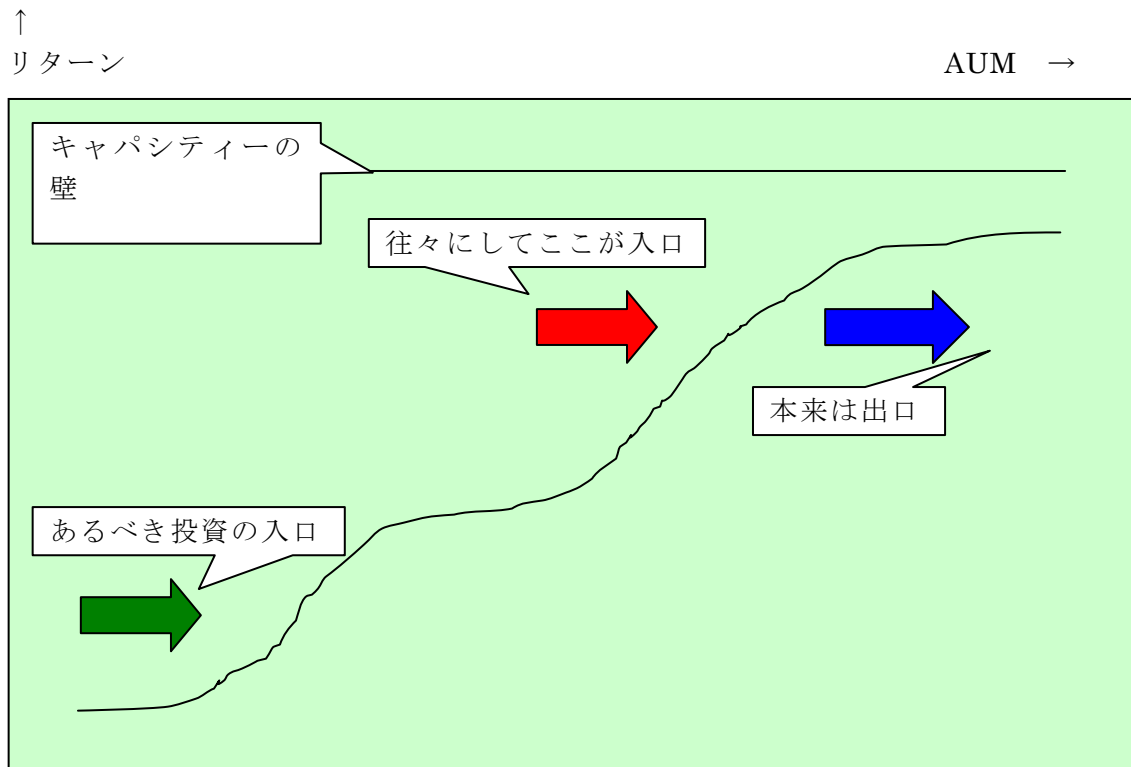 ↑
リターン
AUM →
キャパシティーの
壁
往々にしてここが入口
本来は出口
あるべき投資の入口